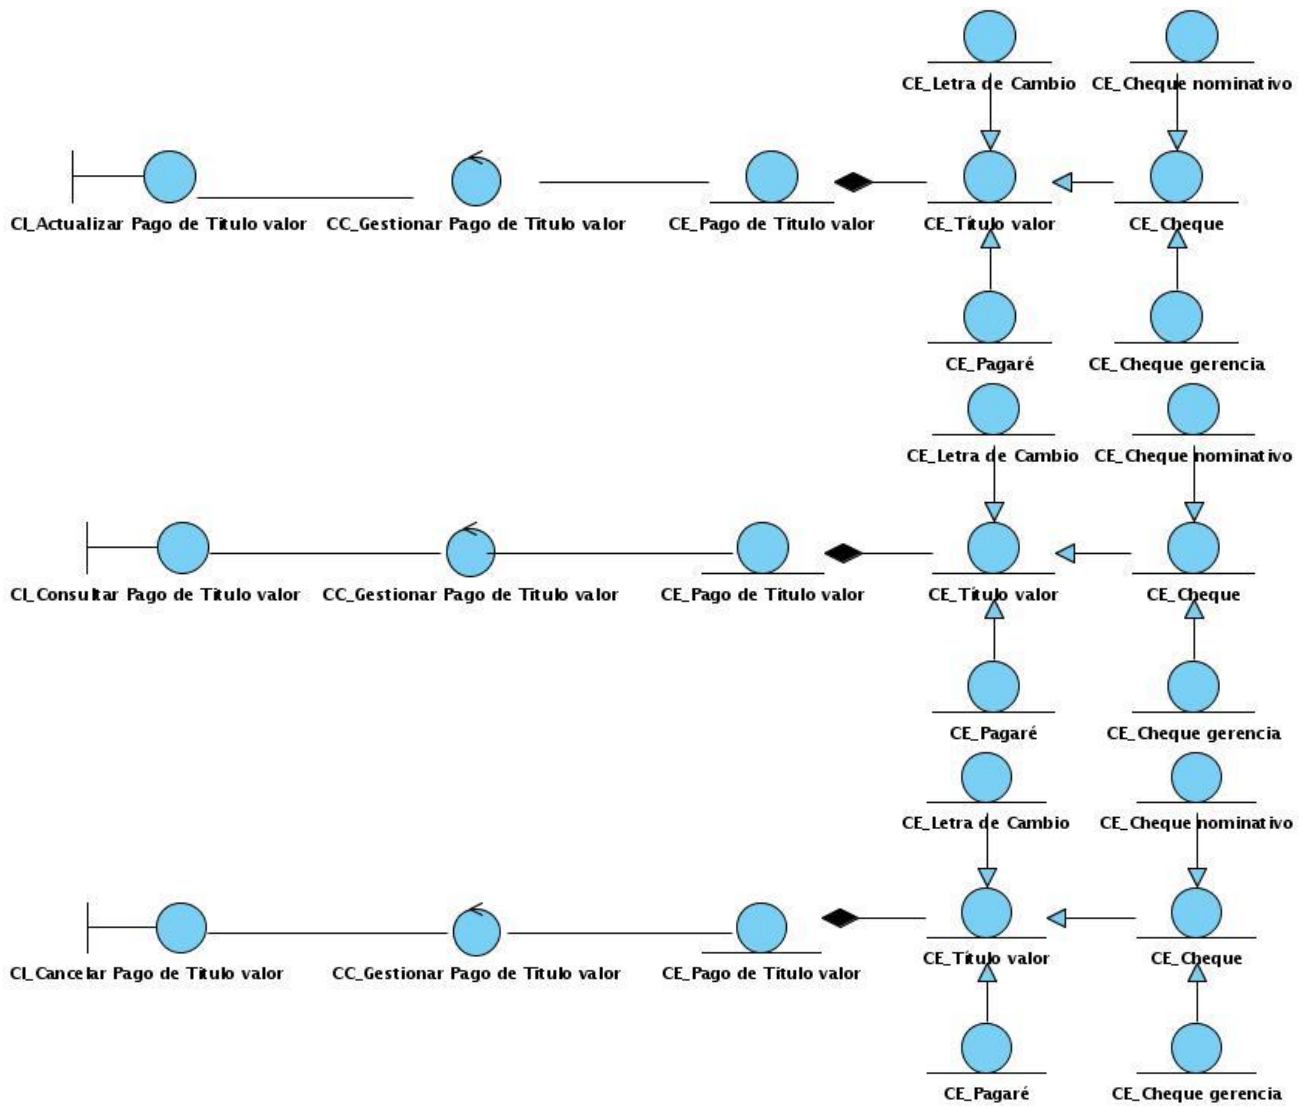 CE_Letra de Cambio CE_Cheque nominativo
CI_Actualizar Pago de Titulo valor CC_Gestionar Pago de Titulo valor CE_Pago de Titulo valor CE_Título valor CE_Cheque
CE_Pagaré CE_Cheque gerencia
CE_Letra de Cambio CE_Cheque nominativo
CI_Consultar Pago de Titulo valor CC_Gestionar Pago de Titulo valor CE_Pago de Titulo valor CE_Título valor CE_Cheque
CE_Pagaré CE_Cheque gerencia
CE_Letra de Cambio CE_Cheque nominativo
CI_Cancelar Pago de Titulo valor CC_Gestionar Pago de Titulo valor CE_Pago de Titulo valor CE_Título valor CE_Cheque
CE_Pagaré CE_Cheque gerencia